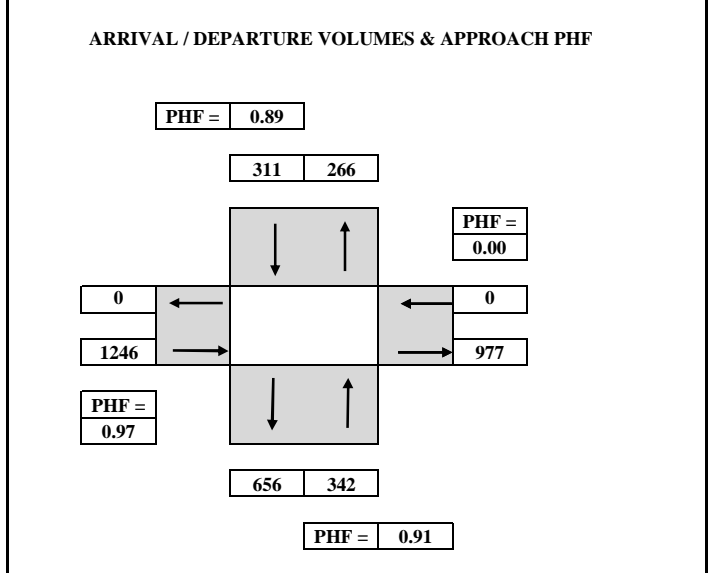 ARRIVAL / DEPARTURE VOLUMES & APPROACH PHF
PHF = 0.89
311 266
PHF =
0.00
0 0
1246 977
PHF =
0.97
656 342
PHF = 0.91